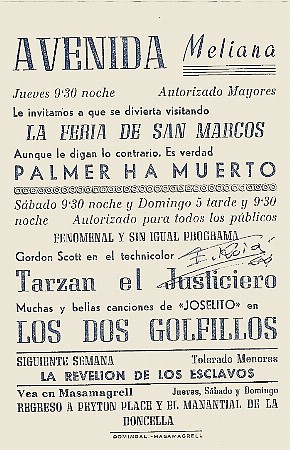 AVENIDA Meliana
Jueves 9'30 noche Autorizado Mayores
Le invitamos a que se divierta visitando
LA FERIA DE SAN MARCOS
Aunque le digan lo contrario. Es verdad
PALMER HA MUERTO
Sábado 9'30 noche y Domingo 5 tarde y 9'30
noche Autorizado para todos los públicos
FENOMENAL Y SIN IGUAL PROGRAMA
Gordon Scott en el technicolor
Tarzan el Justiciero
Muchas y bellas canciones de «JOSELITO» en
LOS DOS GOLFILLOS
SIGUIENTE SEMANA Tolerado Menores
LA REVELION DE LOS ESCLAVOS
Vea en Masamagrell Jueves, Sábado y Domingo
REGRESO A PEYTON PLACE Y EL MANANTIAL DE LA
DONCELLA
DOMINGAL.-MASAMAGRELL